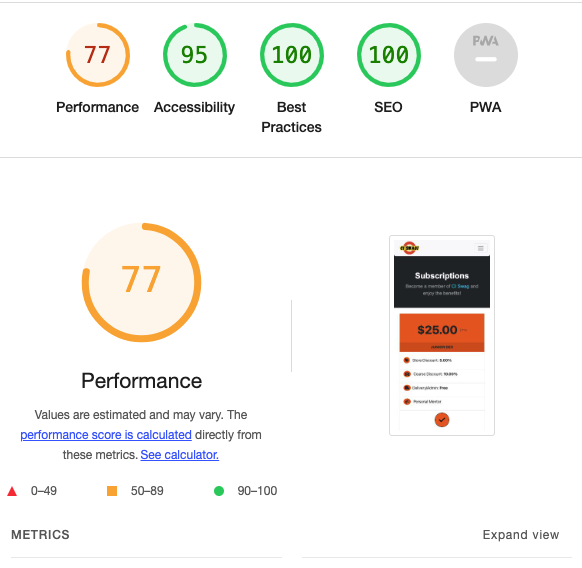 77
95
100
100
PWA
Performance
Accessibility
Best
Practices
SEO
PWA
77
Performance
Values are estimated and may vary. The
performance score is calculated directly from
these metrics. See calculator.
0–49
50–89
90–100
Subscriptions
Become a member of Ct Swag and
enjoy the benefits!
$25.00
Store Discount: 5.00%
Course Discount: 10.00%
Delivery/Admin: Free
Personal Mentor
METRICS
Expand view